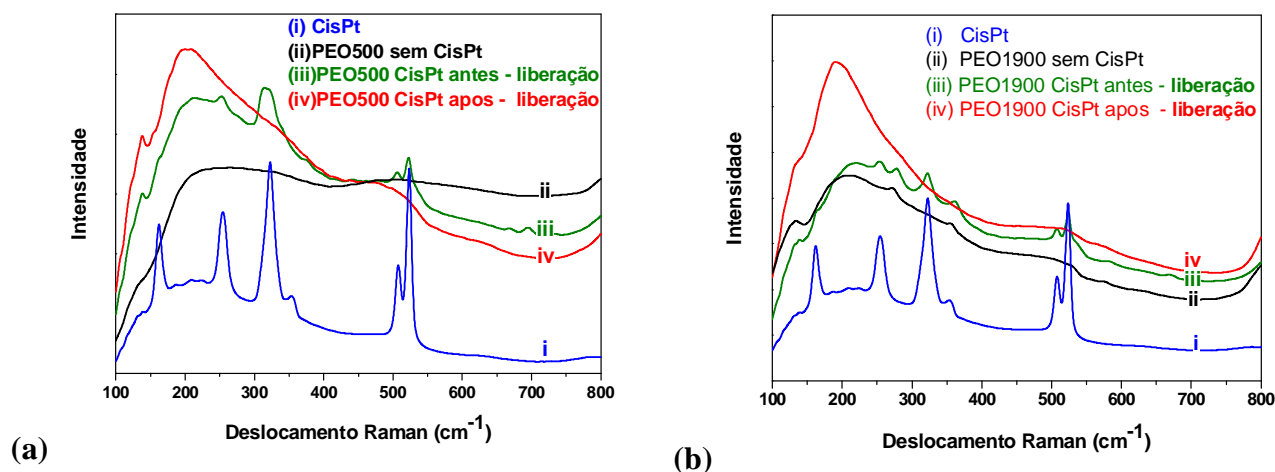 (i) CisPt
(ii)PEO500 sem CisPt
(iii)PEO500 CisPt antes - liberação
(iv)PEO500 CisPt apos - liberação
Intensidade
ii
iii
iv
i
100 200 300 400 500 600 700 800
Deslocamento Raman (cm-1)
(a)
(i) CisPt
(ii) PEO1900 sem CisPt
(iii) PEO1900 CisPt antes - liberação
(iv) PEO1900 CisPt apos - liberação
Intensidade
iv
iii
ii
i
100 200 300 400 500 600 700 800
Deslocamento Raman (cm-1)
(b)